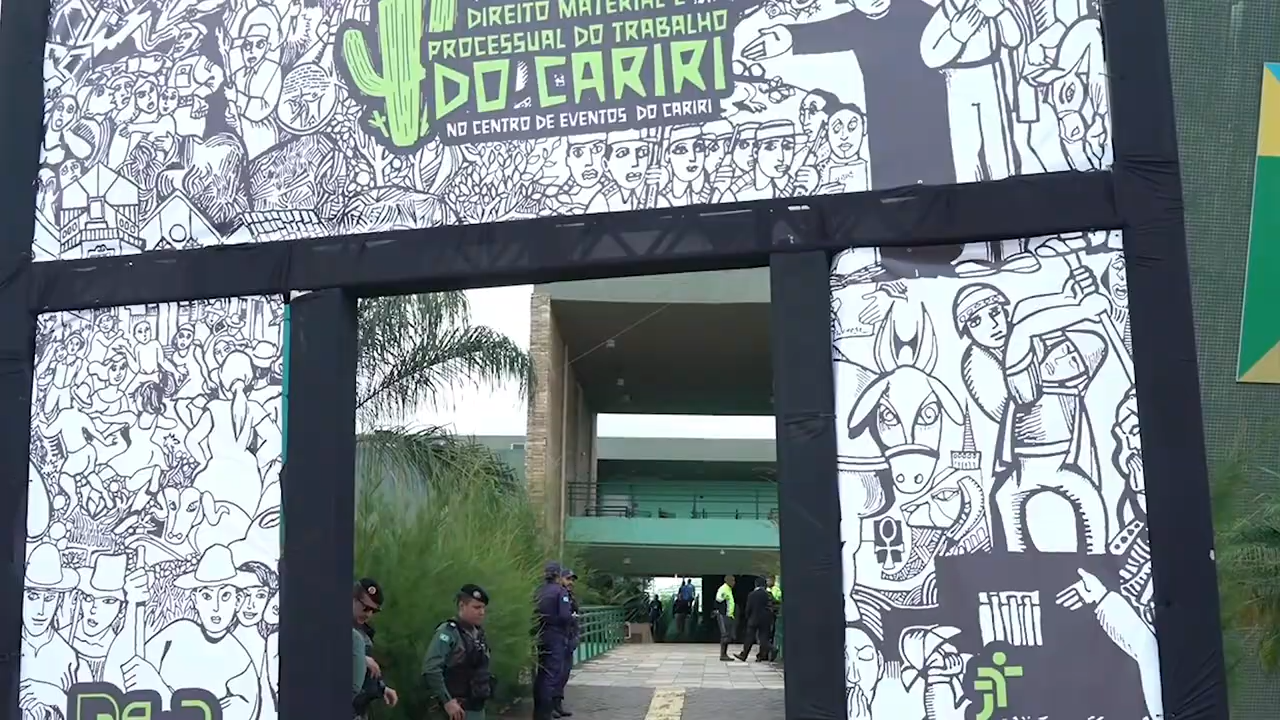 DIREITO MATERIAL E
PROCESSUAL DO TRABALHO
DO CARIRI
NO CENTRO DE EVENTOS DO CARIRI